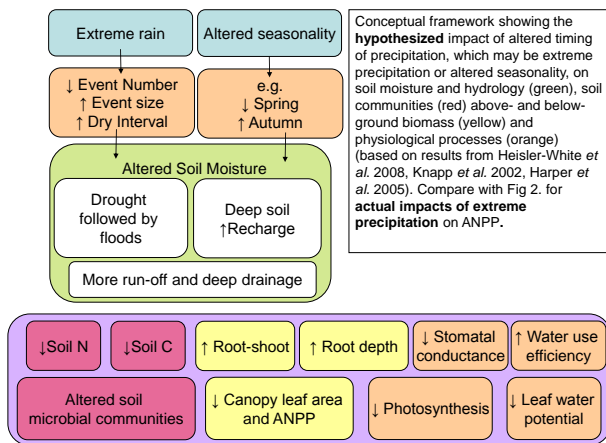 Extreme rain
Altered seasonality
↓ Event Number
↑ Event size
↑ Dry Interval
e.g.
↓ Spring
↑ Autumn
Altered Soil Moisture
Drought
followed by
floods
Deep soil
↑Recharge
More run-off and deep drainage
Conceptual framework showing the
hypothesized impact of altered timing
of precipitation, which may be extreme
precipitation or altered seasonality, on
soil moisture and hydrology (green), soil
communities (red) above- and below-
ground biomass (yellow) and
physiological processes (orange)
(based on results from Heisler-White et
al. 2008, Knapp et al. 2002, Harper et
al. 2005). Compare with Fig 2. for
actual impacts of extreme
precipitation on ANPP.
↓Soil N
↓Soil C
↑ Root-shoot
↑ Root depth
↓ Stomatal
conductance
↑ Water use
efficiency
Altered soil
microbial communities
↓ Canopy leaf area
and ANPP
↓ Photosynthesis
↓ Leaf water
potential